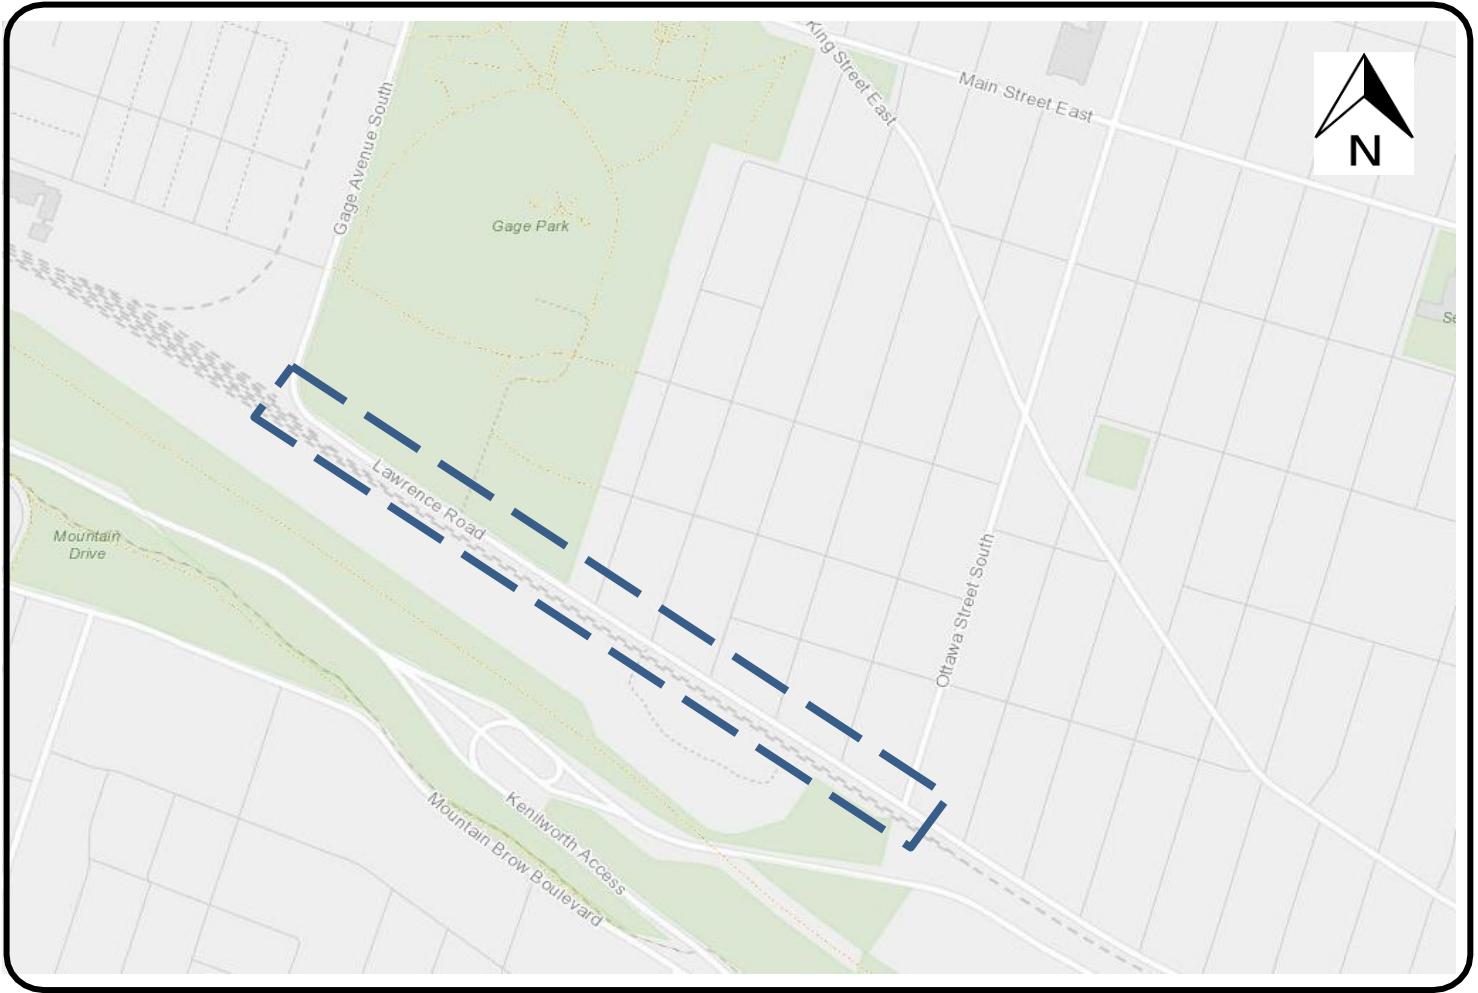 King Street East
Main Street East
N
Gage Avenue South
Gage Park
Se
Lawrence Road
Mountain
Drive
Ottawa Street South
Kenilworth Access
Mountain Brow Boulevard